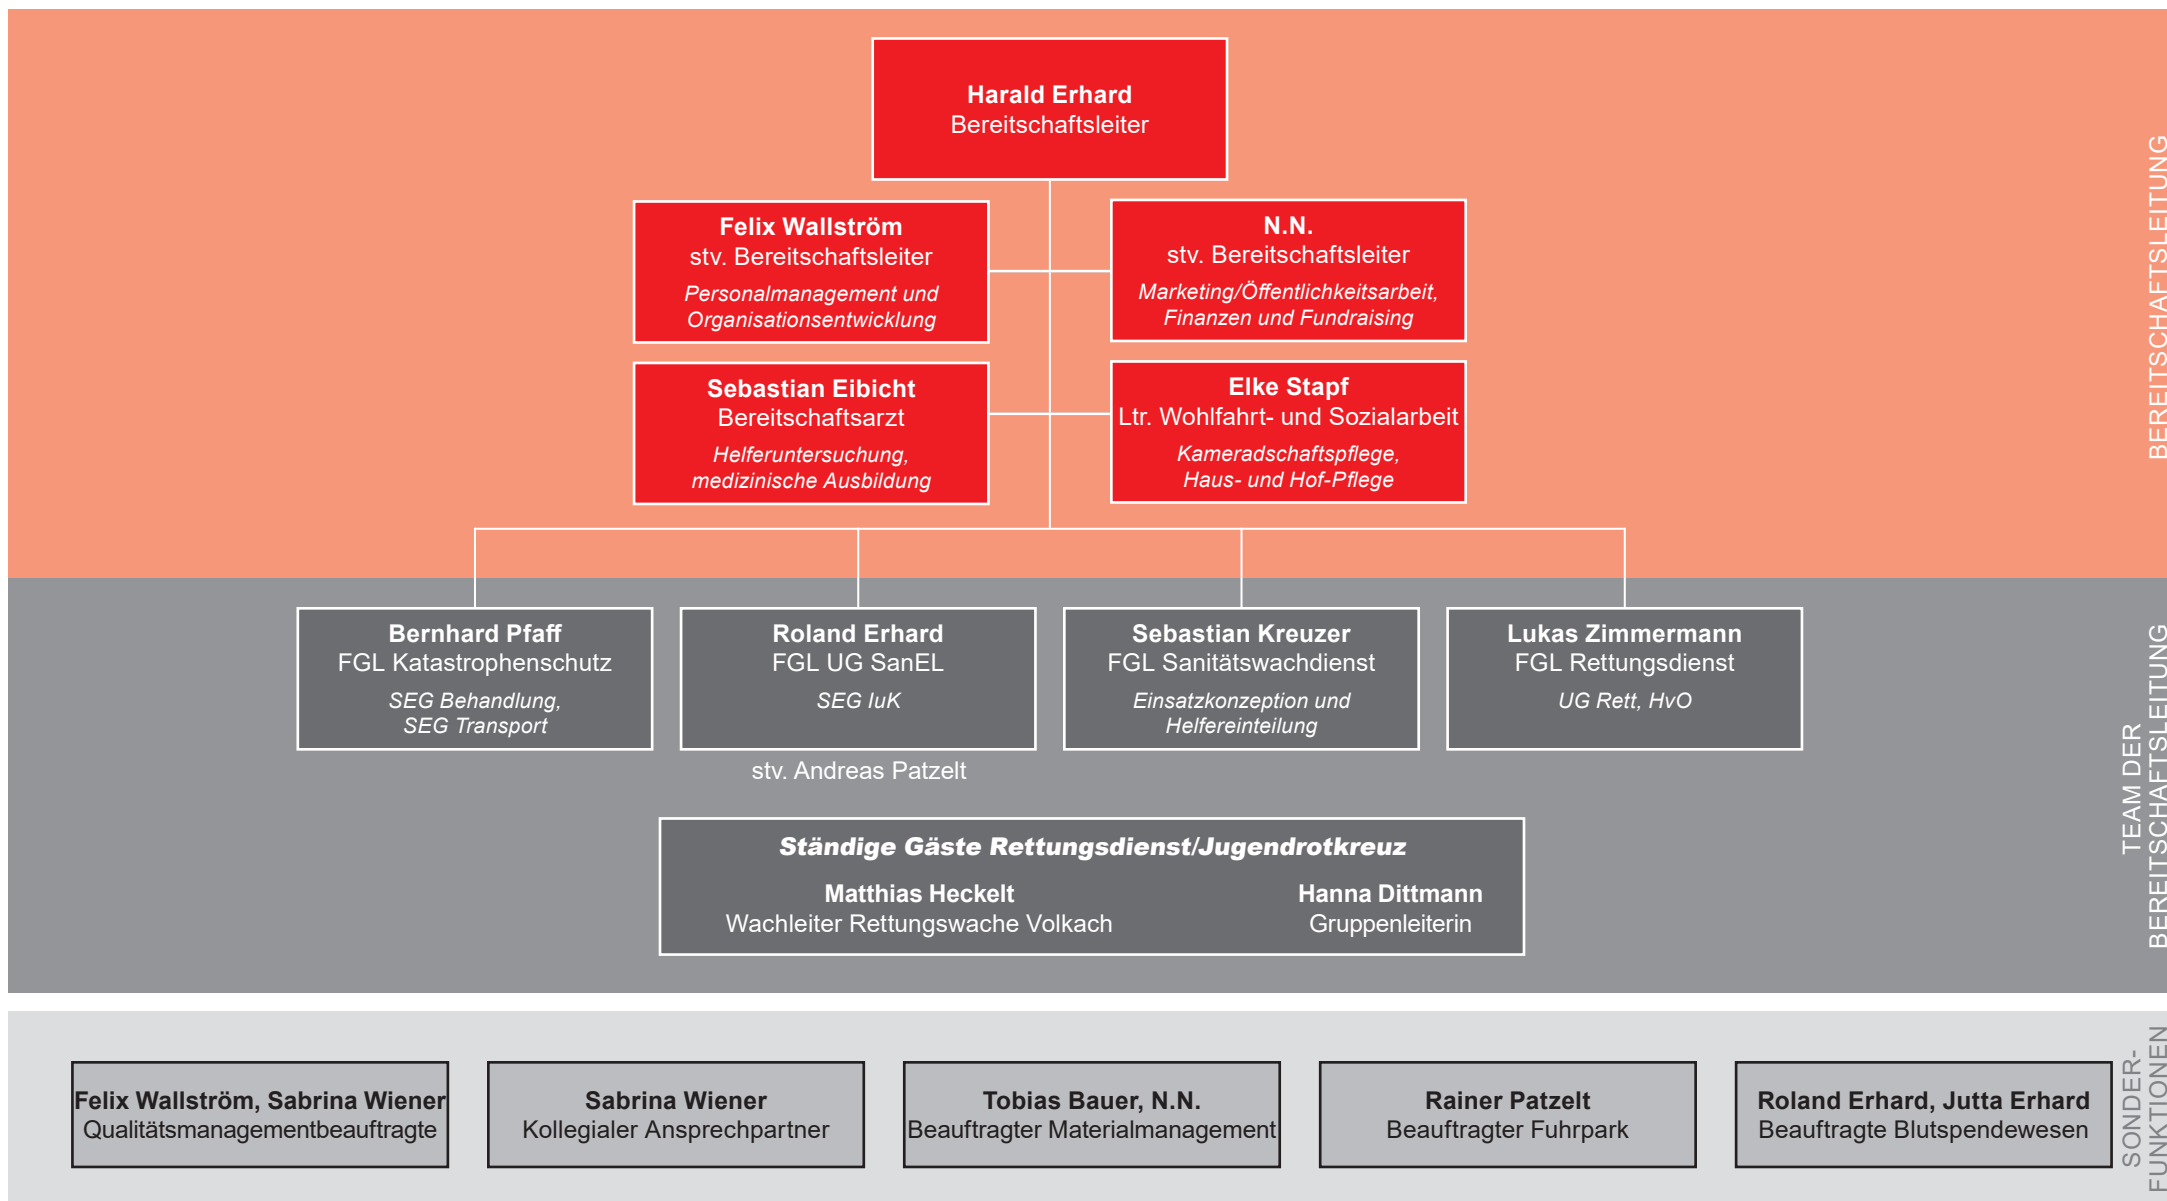 Harald Erhard
Bereitschaftsleiter
Felix Wallström
stv. Bereitschaftsleiter
Personalmanagement und
Organisationsentwicklung
N.N.
stv. Bereitschaftsleiter
Marketing/Öffentlichkeitsarbeit,
Finanzen und Fundraising
Sebastian Eibicht
Bereitschaftsarzt
Helferuntersuchung,
medizinische Ausbildung
Elke Stapf
Ltr. Wohlfahrt- und Sozialarbeit
Kameradschaftspflege,
Haus- und Hof-Pflege
BEREITSCHAFTSLEITUNG
Bernhard Pfaff
FGL Katastrophenschutz
SEG Behandlung,
SEG Transport
Roland Erhard
FGL UG SanEL
SEG IuK
stv. Andreas Patzelt
Sebastian Kreuzer
FGL Sanitätswachdienst
Einsatzkonzeption und
Helfereinteilung
Lukas Zimmermann
FGL Rettungsdienst
UG Rett, HvO
Ständige Gäste Rettungsdienst/Jugendrotkreuz
Matthias Heckelt
Wachleiter Rettungswache Volkach
Hanna Dittmann
Gruppenleiterin
TEAM DER
BEREITSCHAFTSLEITUNG
Felix Wallström, Sabrina Wiener
Qualitätsmanagementbeauftragte
Sabrina Wiener
Kollegialer Ansprechpartner
Tobias Bauer, N.N.
Beauftragter Materialmanagement
Rainer Patzelt
Beauftragter Fuhrpark
Roland Erhard, Jutta Erhard
Beauftragte Blutspendewesen
SONDER-
FUNKTIONEN